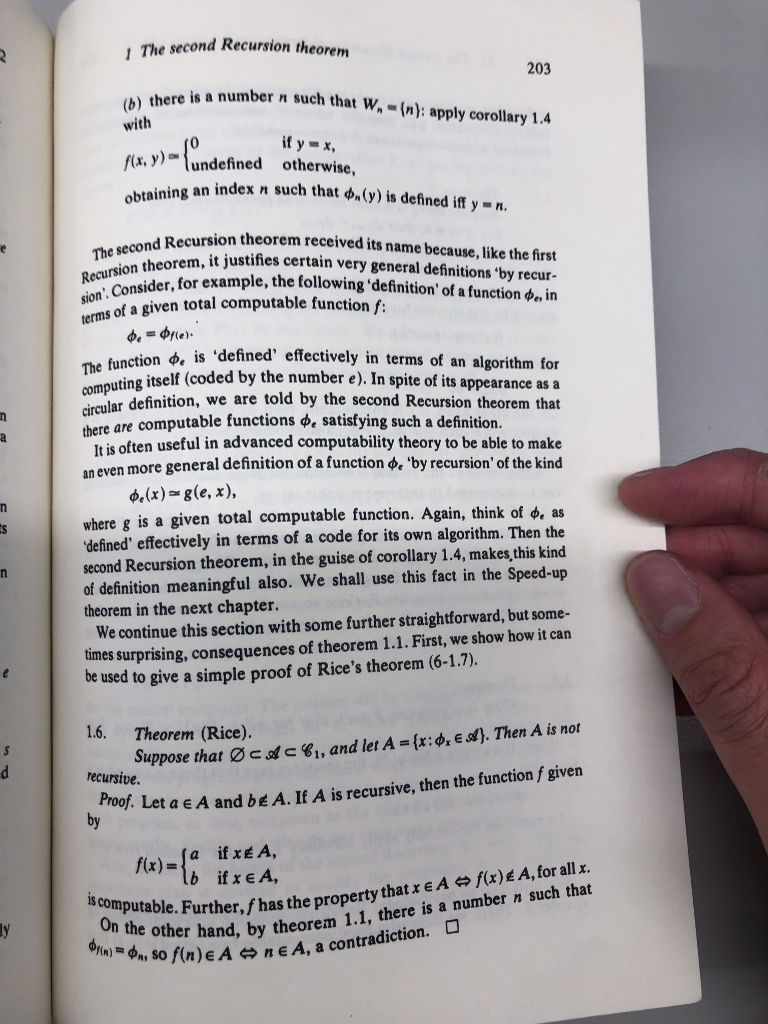 1 The second Recursion theorem
203
(b) there is a number n such that Wₙ = {n}: apply corollary 1.4
with
f(x, y) ≃ {0 if y = x,
undefined otherwise,
obtaining an index n such that ϕₙ(y) is defined iff y = n.
The second Recursion theorem received its name because, like the first
Recursion theorem, it justifies certain very general definitions 'by recur-
sion'. Consider, for example, the following 'definition' of a function ϕₑ, in
terms of a given total computable function f:
ϕₑ = ϕ_f(e).
The function ϕₑ is 'defined' effectively in terms of an algorithm for
computing itself (coded by the number e). In spite of its appearance as a
circular definition, we are told by the second Recursion theorem that
there are computable functions ϕₑ satisfying such a definition.
It is often useful in advanced computability theory to be able to make
an even more general definition of a function ϕₑ 'by recursion' of the kind
ϕₑ(x) ≃ g(e, x),
where g is a given total computable function. Again, think of ϕₑ as
'defined' effectively in terms of a code for its own algorithm. Then the
second Recursion theorem, in the guise of corollary 1.4, makes this kind
of definition meaningful also. We shall use this fact in the Speed-up
theorem in the next chapter.
We continue this section with some further straightforward, but some-
times surprising, consequences of theorem 1.1. First, we show how it can
be used to give a simple proof of Rice's theorem (6-1.7).
1.6. Theorem (Rice).
Suppose that ∅ ⊂ 𝒜 ⊂ 𝒞₁, and let A = {x: ϕₓ ∈ 𝒜}. Then A is not
recursive.
Proof. Let a ∈ A and b ∉ A. If A is recursive, then the function f given
by
f(x) = {a if x ∉ A,
b if x ∈ A,
is computable. Further, f has the property that x ∈ A ⇔ f(x) ∉ A, for all x.
On the other hand, by theorem 1.1, there is a number n such that
ϕ_f(n) = ϕₙ, so f(n) ∈ A ⇔ n ∈ A, a contradiction. □